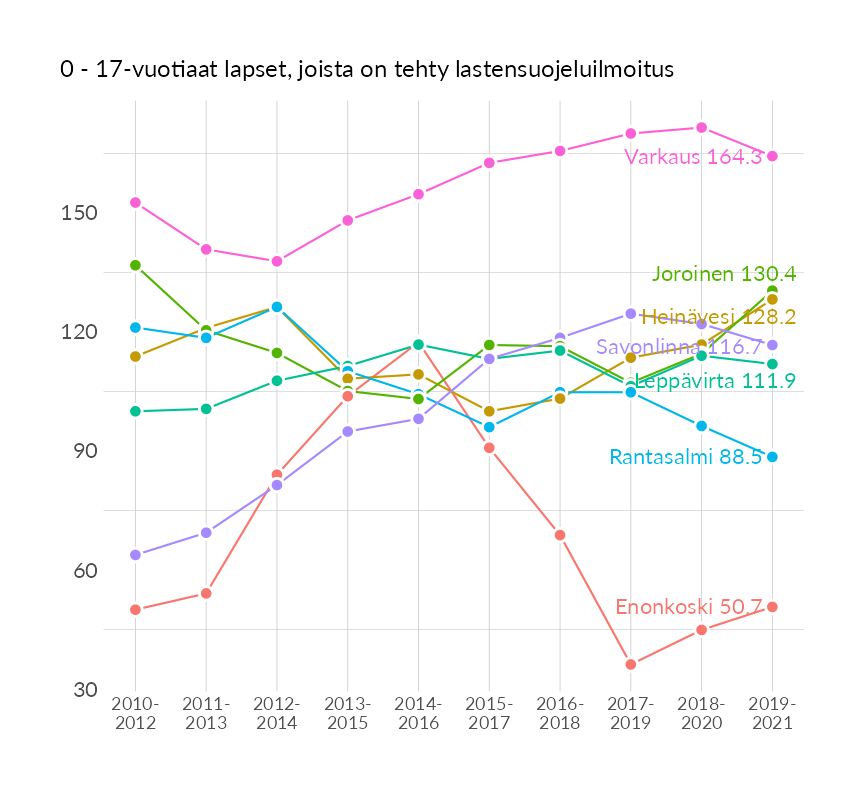 0 - 17-vuotiaat lapset, joista on tehty lastensuojeluilmoitus
Varkaus 164.3
150
Joroinen 130.4
Heinävesi 128.2
120
Savonlinna 116.7
Leppävirta 111.9
90
Rantasalmi 88.5
60
Enonkoski 50.7
30
2010- 2011- 2012- 2013- 2014- 2015- 2016- 2017- 2018- 2019-
2012 2013 2014 2015 2016 2017 2018 2019 2020 2021